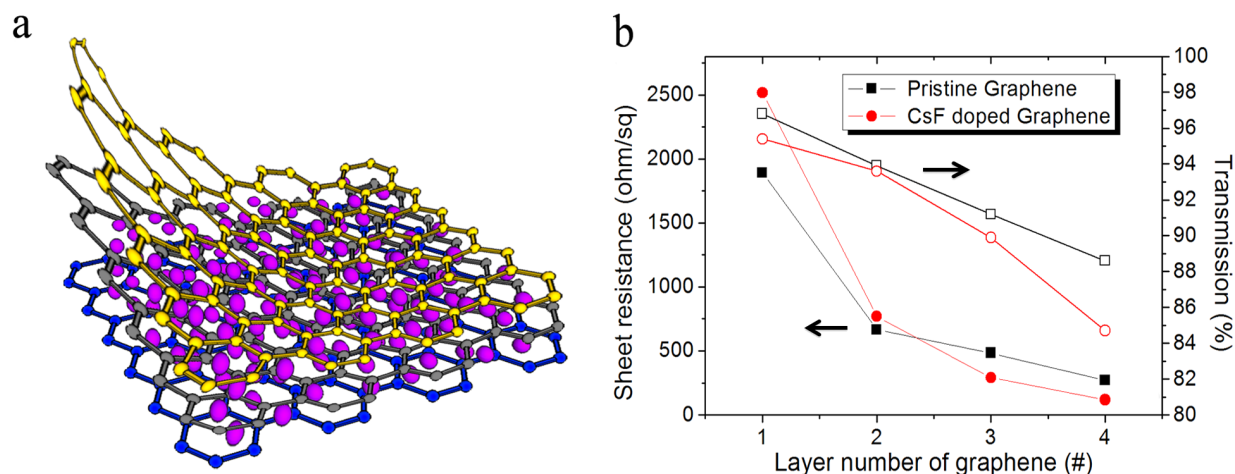 a
b
Pristine Graphene
CsF doped Graphene
Sheet resistance (ohm/sq)
2500
2000
1500
1000
500
0
Transmission (%)
100
98
96
94
92
90
88
86
84
82
80
1 2 3 4
Layer number of graphene (#)